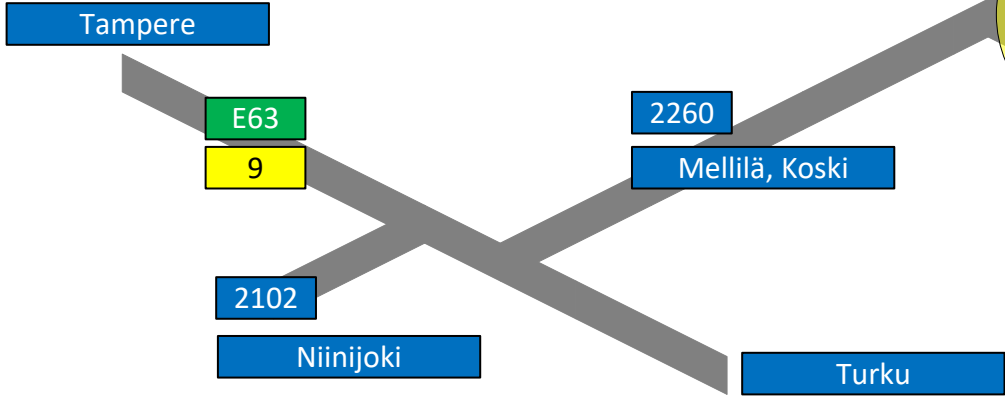 Tampere
E63
9
2260
Mellilä, Koski
2102
Niinijoki
Turku